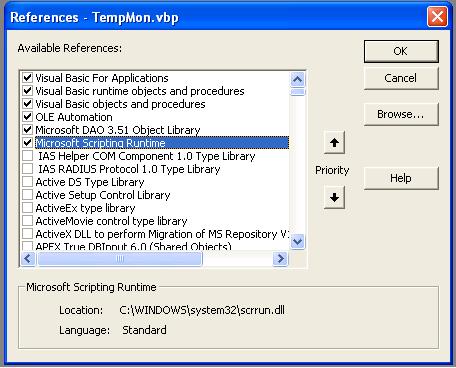 References - TempMon.vbp
Available References:
OK
Cancel
Browse...
Help
Visual Basic For Applications
Visual Basic runtime objects and procedures
Visual Basic objects and procedures
OLE Automation
Microsoft DAO 3.51 Object Library
Microsoft Scripting Runtime
IAS Helper COM Component 1.0 Type Library
IAS RADIUS Protocol 1.0 Type Library
Active DS Type Library
Active Setup Control Library
ActiveEx type library
ActiveMovie control type library
ActiveX DLL to perform Migration of MS Repository V1
APEX True DBInput 6.0 (Shared Objects)
Priority
Microsoft Scripting Runtime
Location: C:\WINDOWS\system32\scrrun.dll
Language: Standard